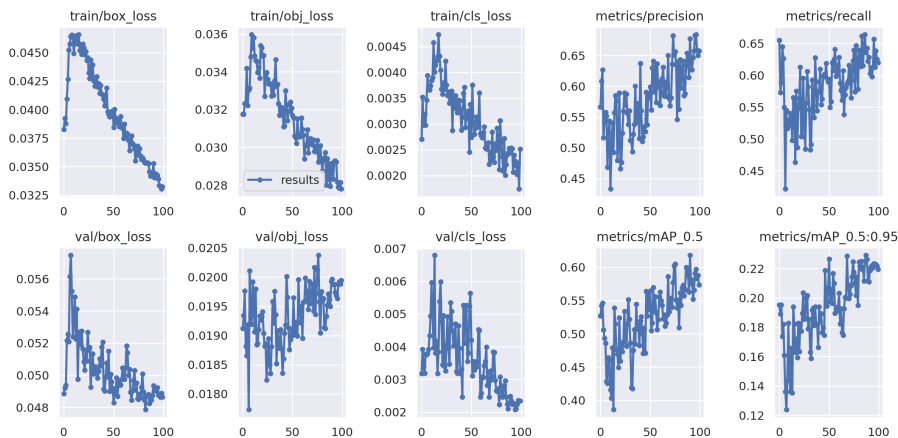 train/box_loss
0.0450
0.0425
0.0400
0.0375
0.0350
0.0325
0 50 100
train/obj_loss
0.036
0.034
0.032
0.030
0.028
results
0 50 100
train/cls_loss
0.0045
0.0040
0.0035
0.0030
0.0025
0.0020
0 50 100
metrics/precision
0.65
0.60
0.55
0.50
0.45
0 50 100
metrics/recall
0.65
0.60
0.55
0.50
0.45
0 50 100
val/box_loss
0.056
0.054
0.052
0.050
0.048
0 50 100
val/obj_loss
0.0205
0.0200
0.0195
0.0190
0.0185
0.0180
0 50 100
val/cls_loss
0.007
0.006
0.005
0.004
0.003
0.002
0 50 100
metrics/mAP_0.5
0.60
0.55
0.50
0.45
0.40
0 50 100
metrics/mAP_0.5:0.95
0.22
0.20
0.18
0.16
0.14
0.12
0 50 100